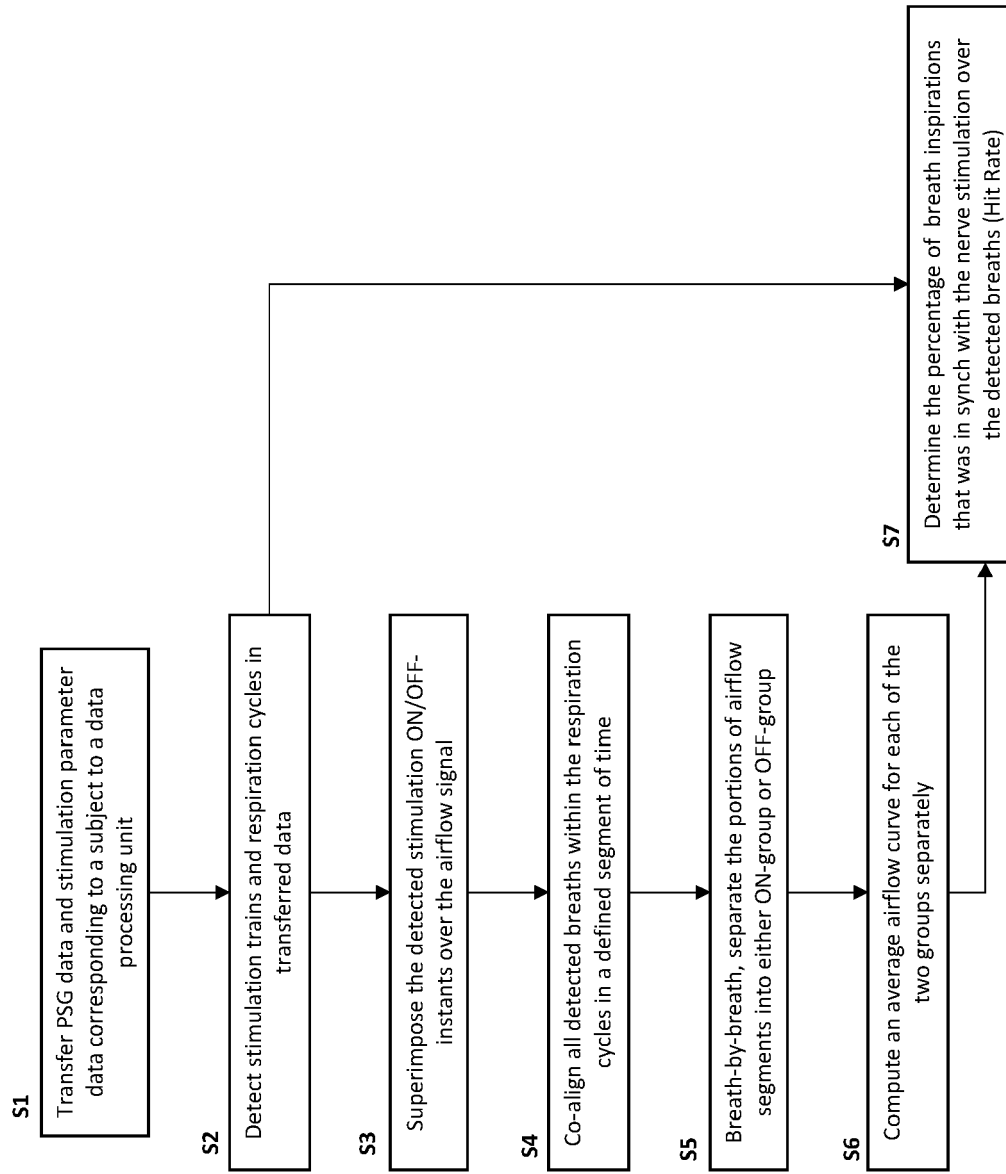 S1
Transfer PSG data and stimulation parameter
data corresponding to a subject to a data
processing unit
S2
Detect stimulation trains and respiration cycles in
transferred data
S3
Superimpose the detected stimulation ON/OFF-
instants over the airflow signal
S4
Co-align all detected breaths within the respiration
cycles in a defined segment of time
S5
Breath-by-breath, separate the portions of airflow
segments into either ON-group or OFF-group
S6
Compute an average airflow curve for each of the
two groups separately
S7
Determine the percentage of breath inspirations
that was in synch with the nerve stimulation over
the detected breaths (Hit Rate)